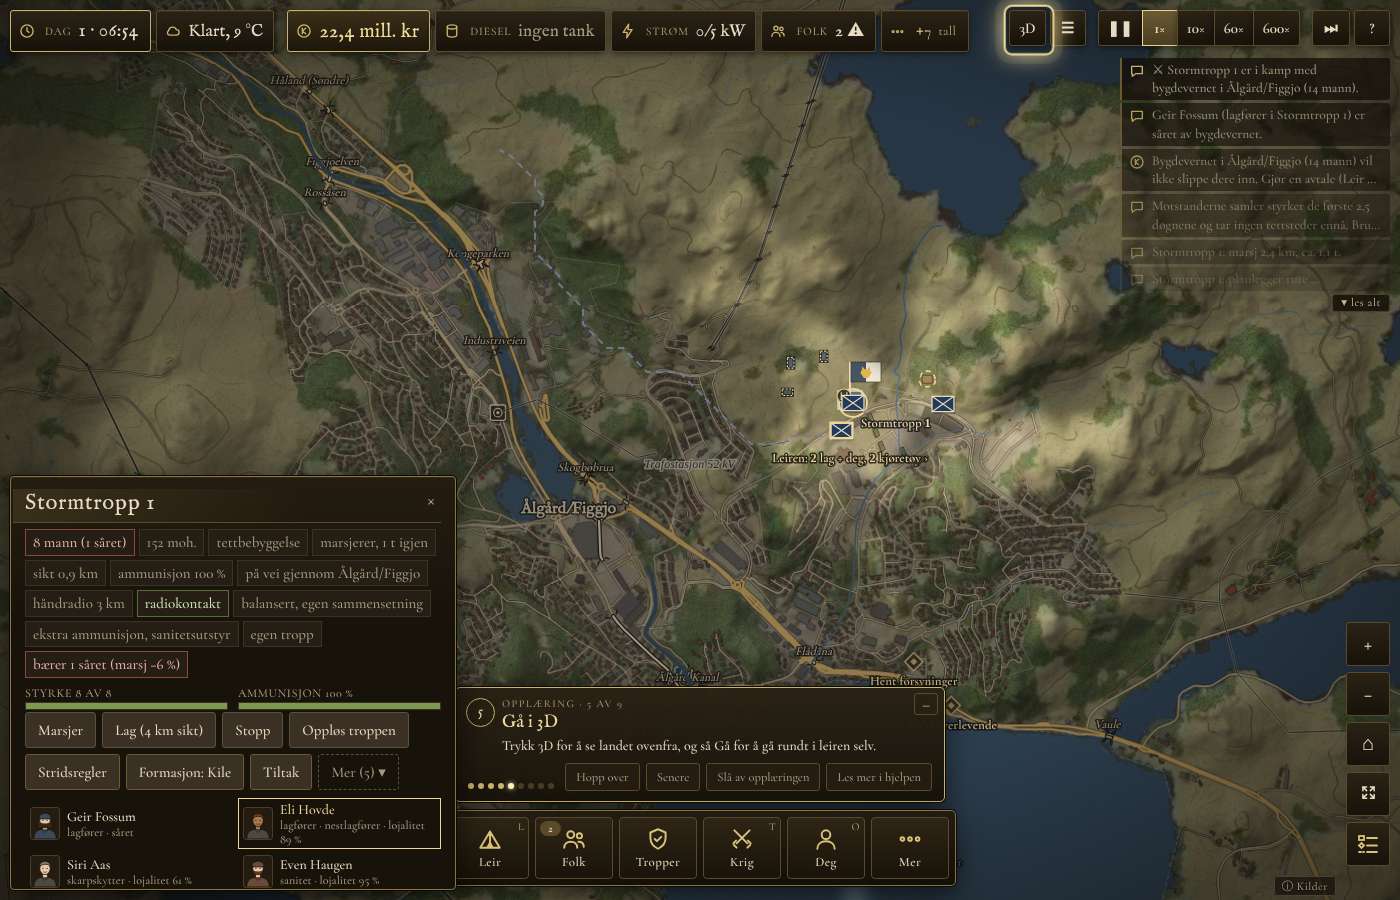 DAG 1 · 06:54
Klart, 9 °C
22,4 mill. kr
DIESEL ingen tank
STRØM 0/5 kW
FOLK 2
+7 tall
3D
1×
10×
60×
600×
?
⚔ Stormtropp 1 er i kamp med
bygdevernet i Ålgård/Figgjo (14 mann).
Geir Fossum (lagfører i Stormtropp 1) er
såret av bygdevernet.
Bygdevernet i Ålgård/Figgjo (14 mann) vil
ikke slippe dere inn. Gjør en avtale (Leir ...
Motstanderne samler styrket de første 2,5
døgnene og tar ingen tettsteder ennå. Bru...
Stormtropp 1: marsj 2,4 km, ca. 1,1 t.
Stormtropp 1: planlegger rute ...
▾ les alt
Håland (Søndre)
Figgjoelven
Rossåsen
Kongeparken
Industriveien
Stormtropp 1
Leiren: 2 lag + deg, 2 kjøretøy ›
Trafostasjon 52 kV
Skogbøbrua
Ålgård/Figgjo
Flådina
Ålgård Kanal
Hent forsyninger
erlevende
Vaule
Stormtropp 1
×
8 mann (1 såret)
152 moh.
tettbebyggelse
marsjerer, 1 t igjen
sikt 0,9 km
ammunisjon 100 %
på vei gjennom Ålgård/Figgjo
håndradio 3 km
radiokontakt
balansert, egen sammensetning
ekstra ammunisjon, sanitetsutstyr
egen tropp
bærer 1 såret (marsj −6 %)
STYRKE 8 AV 8
AMMUNISJON 100 %
Marsjer
Lag (4 km sikt)
Stopp
Oppløs troppen
Stridsregler
Formasjon: Kile
Tiltak
Mer (5) ▾
Geir Fossum
lagfører · såret
Eli Hovde
lagfører · nestlagfører · lojalitet
89 %
Siri Aas
skarpskytter · lojalitet 61 %
Even Haugen
sanitet · lojalitet 95 %
5
OPPLÆRING · 5 AV 9
Gå i 3D
Trykk 3D for å se landet ovenfra, og så Gå for å gå rundt i leiren selv.
Hopp over
Senere
Slå av opplæringen
Les mer i hjelpen
−
Leir
L
2
Folk
Tropper
Krig
T
Deg
O
Mer
+
−
ⓘ Kilder